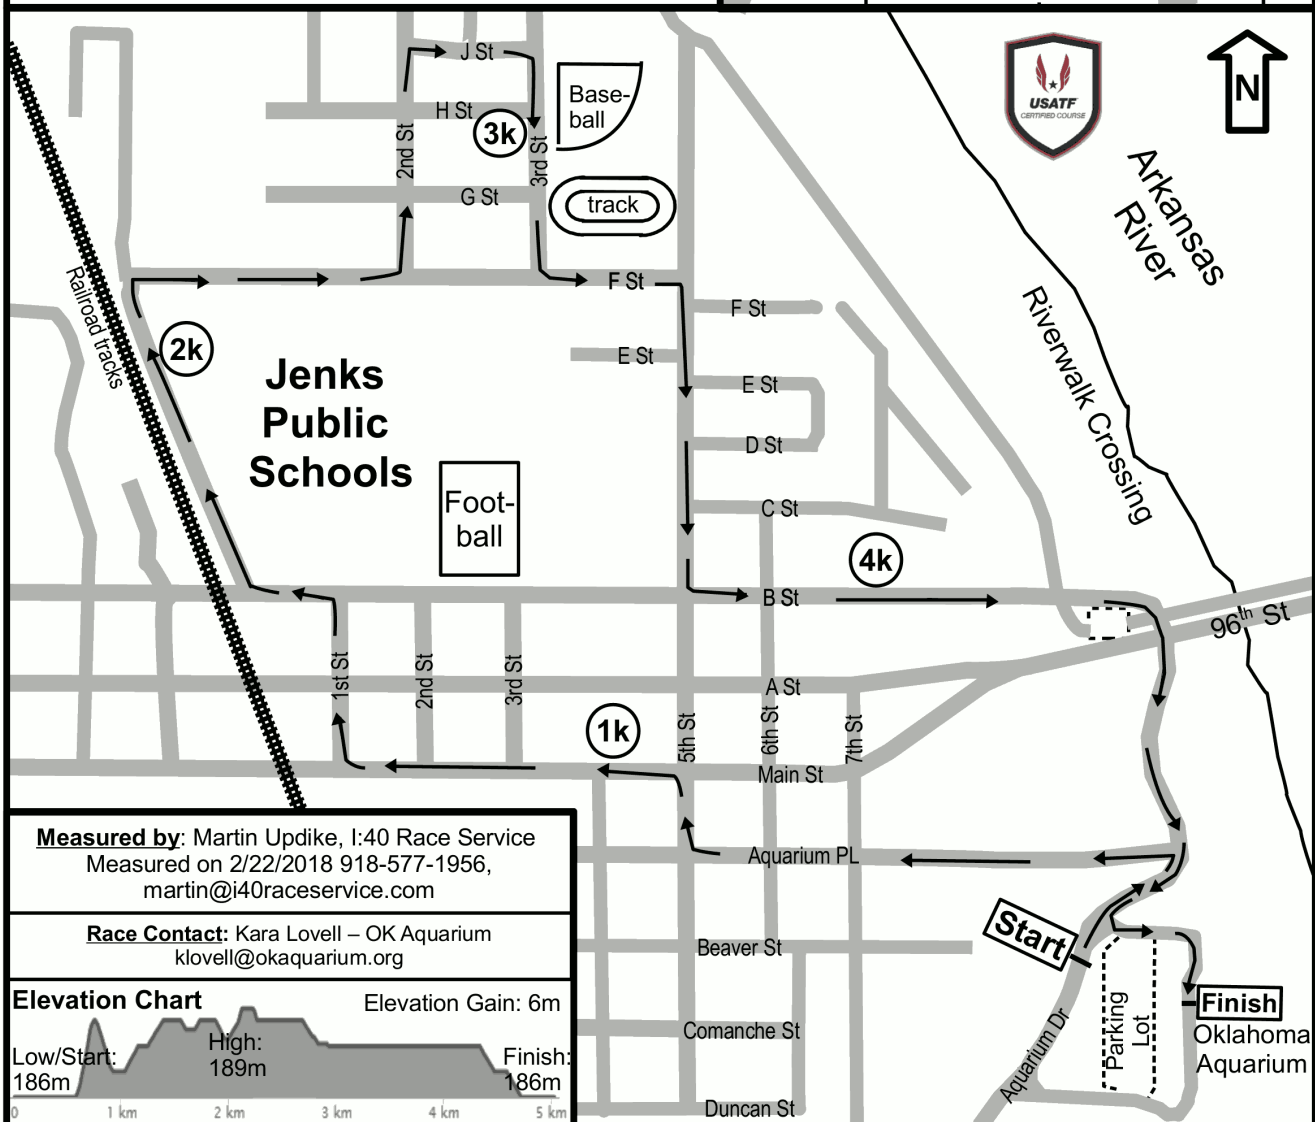 J St
H St
3k
Base-
ball
2nd St
3rd St
G St
track
F St
F St
E St
E St
D St
C St
USATF
CERTIFIED COURSE
N
Arkansas
River
Riverwalk Crossing
Railroad tracks
2k
Jenks
Public
Schools
Foot-
ball
4k
B St
96th St
1st St
2nd St
3rd St
A St
5th St
6th St
7th St
1k
Main St
Aquarium PL
Beaver St
Comanche St
Duncan St
Start
Finish
Oklahoma
Aquarium
Parking
Lot
Aquarium Dr
Measured by: Martin Updike, I:40 Race Service
Measured on 2/22/2018 918-577-1956,
martin@i40raceservice.com
Race Contact: Kara Lovell – OK Aquarium
klovell@okaquarium.org
Elevation Chart
Elevation Gain: 6m
Low/Start:
186m
High:
189m
Finish:
186m
0 1 km 2 km 3 km 4 km 5 km